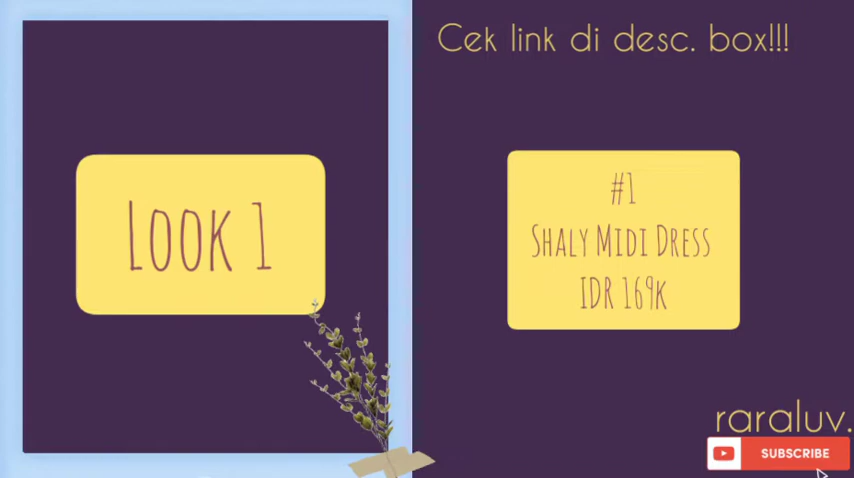 Look 1
Cek link di desc. box!!!
#1
Shaly Midi Dress
IDR 169K
raraluv.
SUBSCRIBE